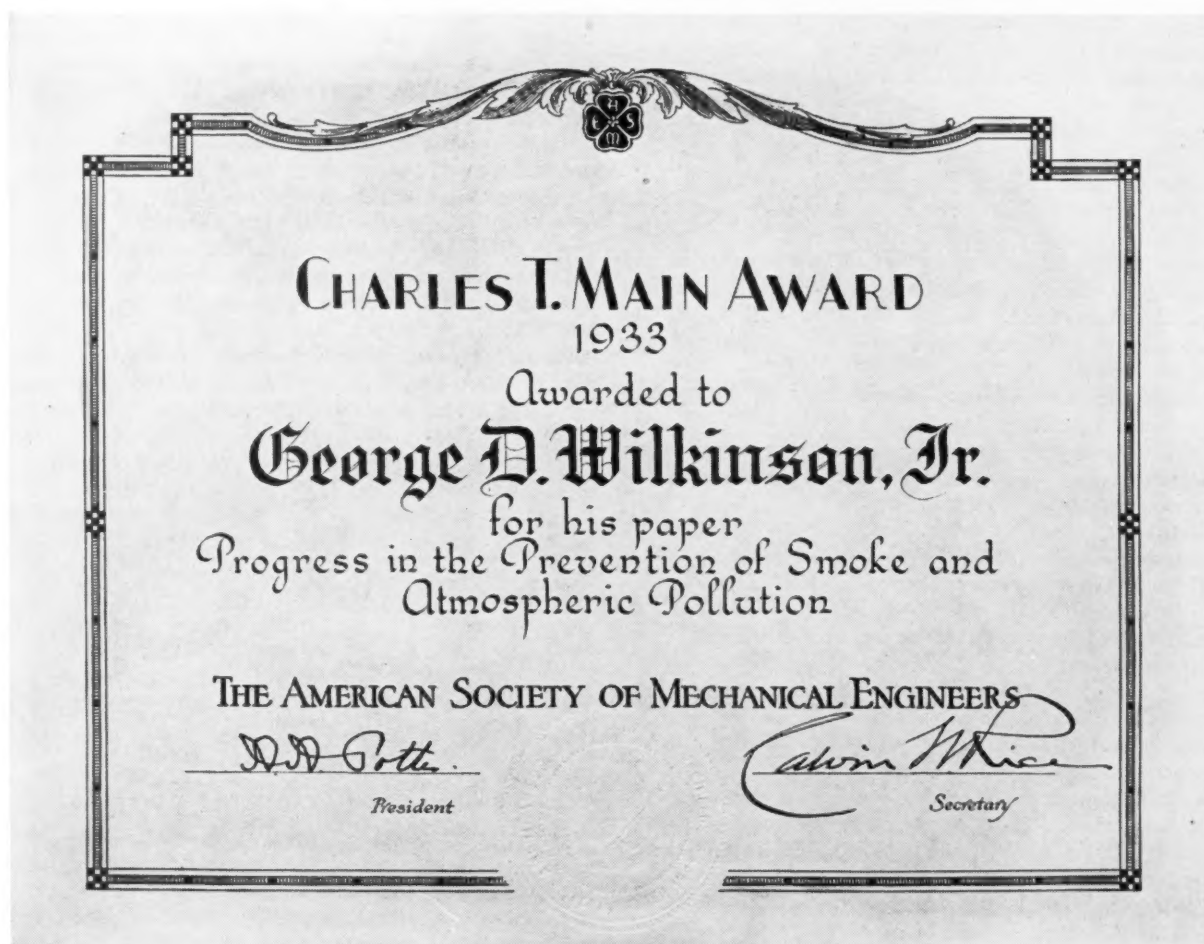 A S M E
CHARLES T. MAIN AWARD
1933
Awarded to
George D. Wilkinson, Jr.
for his paper
Progress in the Prevention of Smoke and
Atmospheric Pollution
THE AMERICAN SOCIETY OF MECHANICAL ENGINEERS
A A Potter. Calvin W Rice
President Secretary